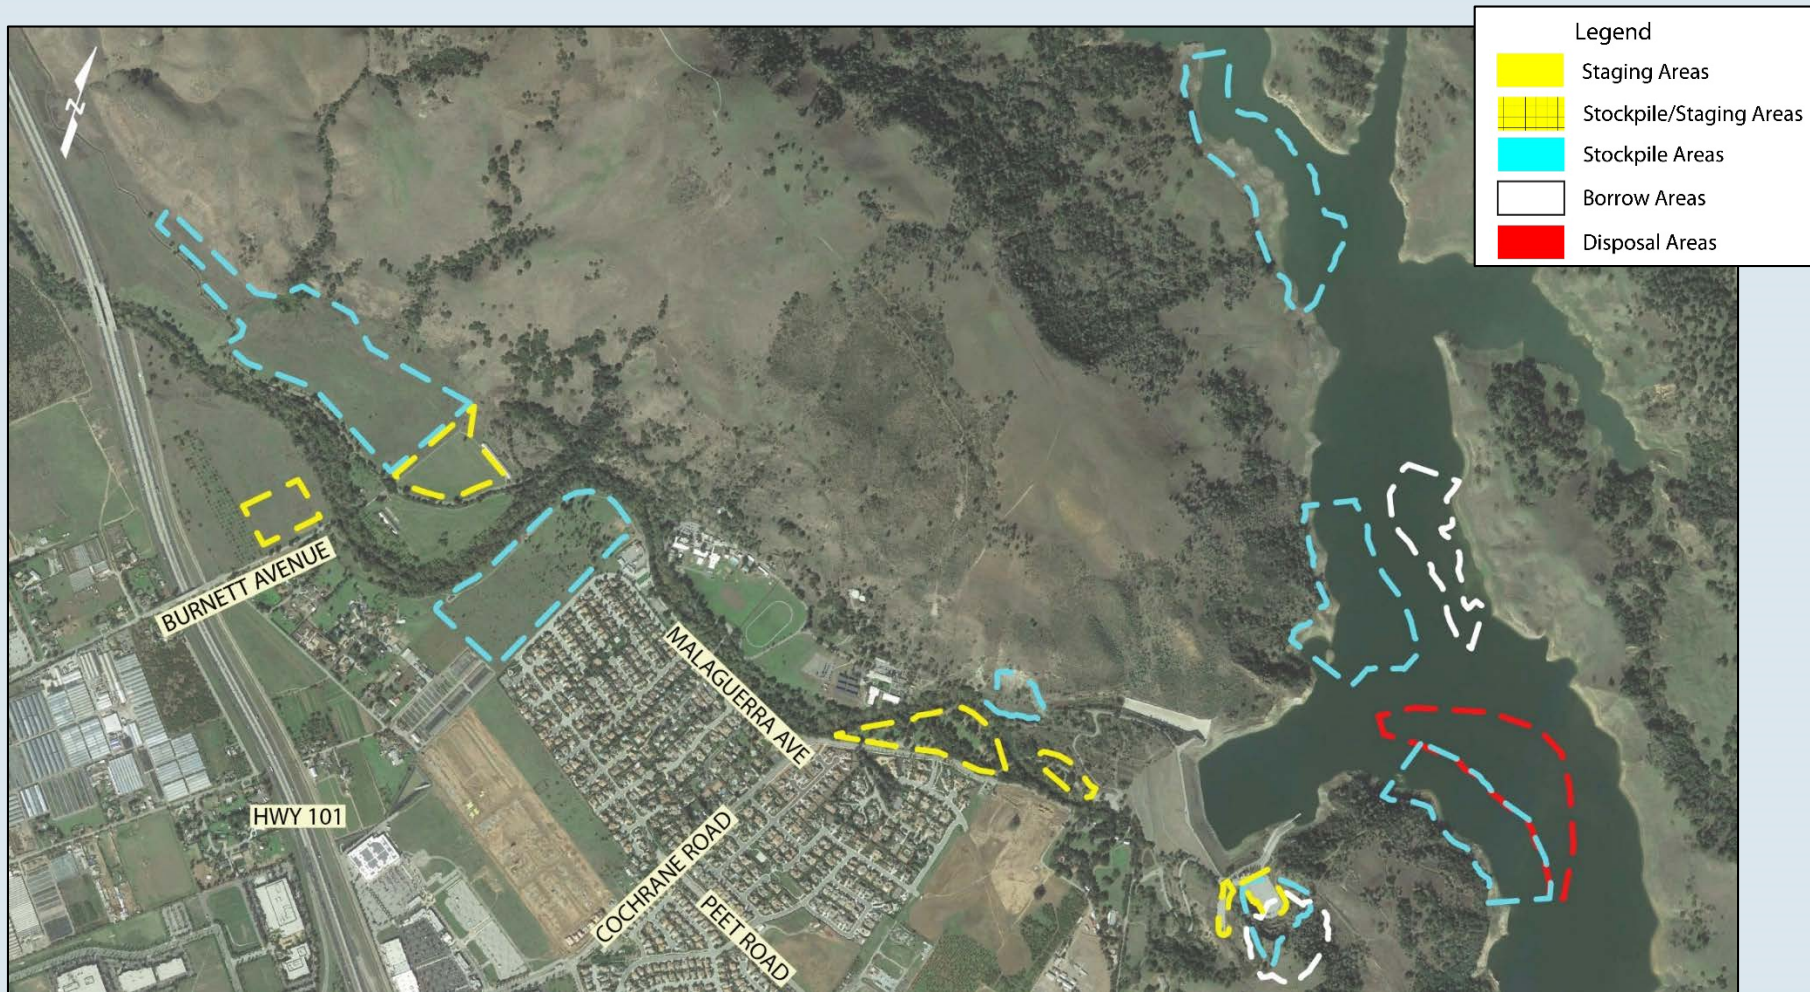 Legend
Staging Areas
Stockpile/Staging Areas
Stockpile Areas
Borrow Areas
Disposal Areas
N
BURNETT AVENUE
MALAGUERRA AVE
HWY 101
COCHRANE ROAD
PEET ROAD